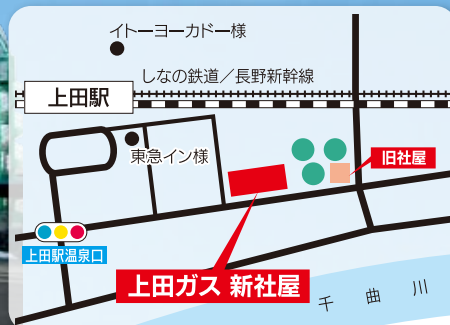 イトーヨーカドー様
しなの鉄道／長野新幹線
上田駅
東急イン様
旧社屋
上田駅温泉口
上田ガス 新社屋
千曲川